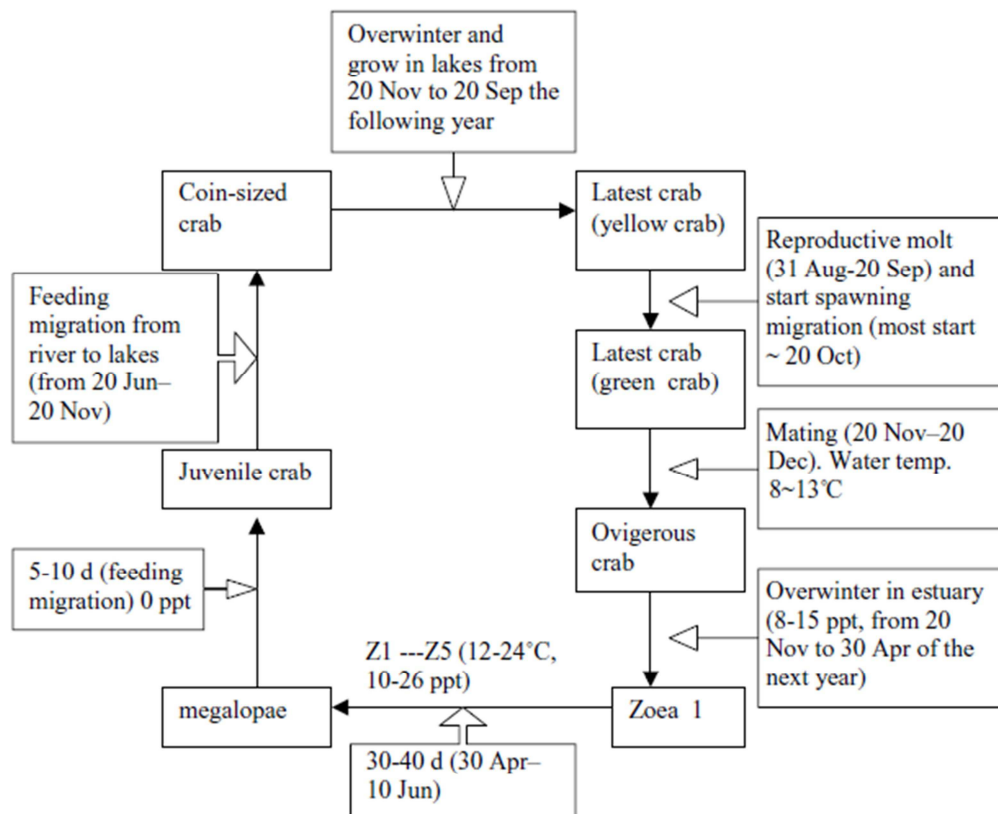 Overwinter and
grow in lakes from
20 Nov to 20 Sep the
following year
Coin-sized
crab
Latest crab
(yellow crab)
Reproductive molt
(31 Aug-20 Sep) and
start spawning
migration (most start
~ 20 Oct)
Feeding
migration from
river to lakes
(from 20 Jun–
20 Nov)
Latest crab
(green crab)
Mating (20 Nov–20
Dec). Water temp.
8~13℃
Juvenile crab
Ovigerous
crab
5-10 d (feeding
migration) 0 ppt
Overwinter in estuary
(8-15 ppt, from 20
Nov to 30 Apr of the
next year)
Z1 ---Z5 (12-24°C,
10-26 ppt)
megalopae
Zoea 1
30-40 d (30 Apr–
10 Jun)